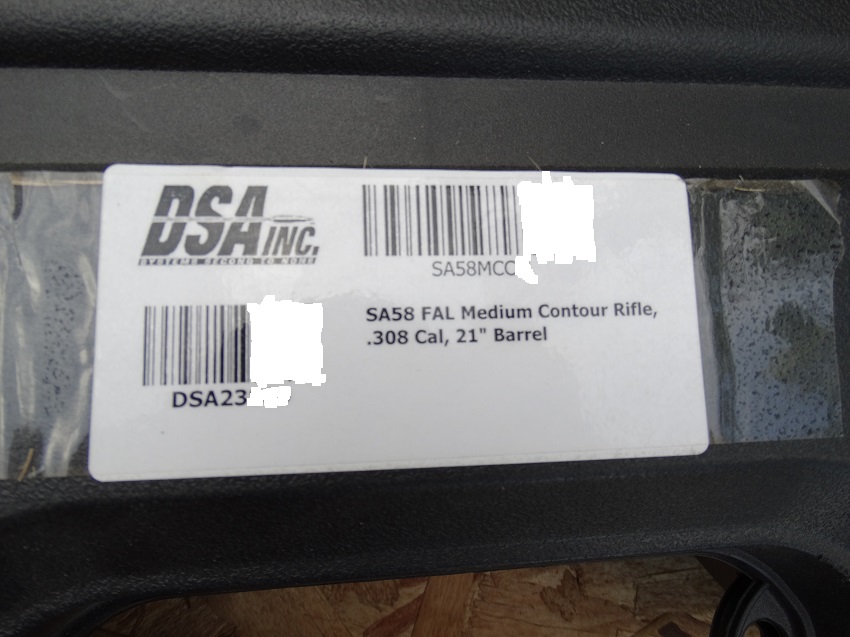 DSA INC.
SYSTEMS SECOND TO NONE
SA58MCC
SA58 FAL Medium Contour Rifle,
.308 Cal, 21" Barrel
DSA23